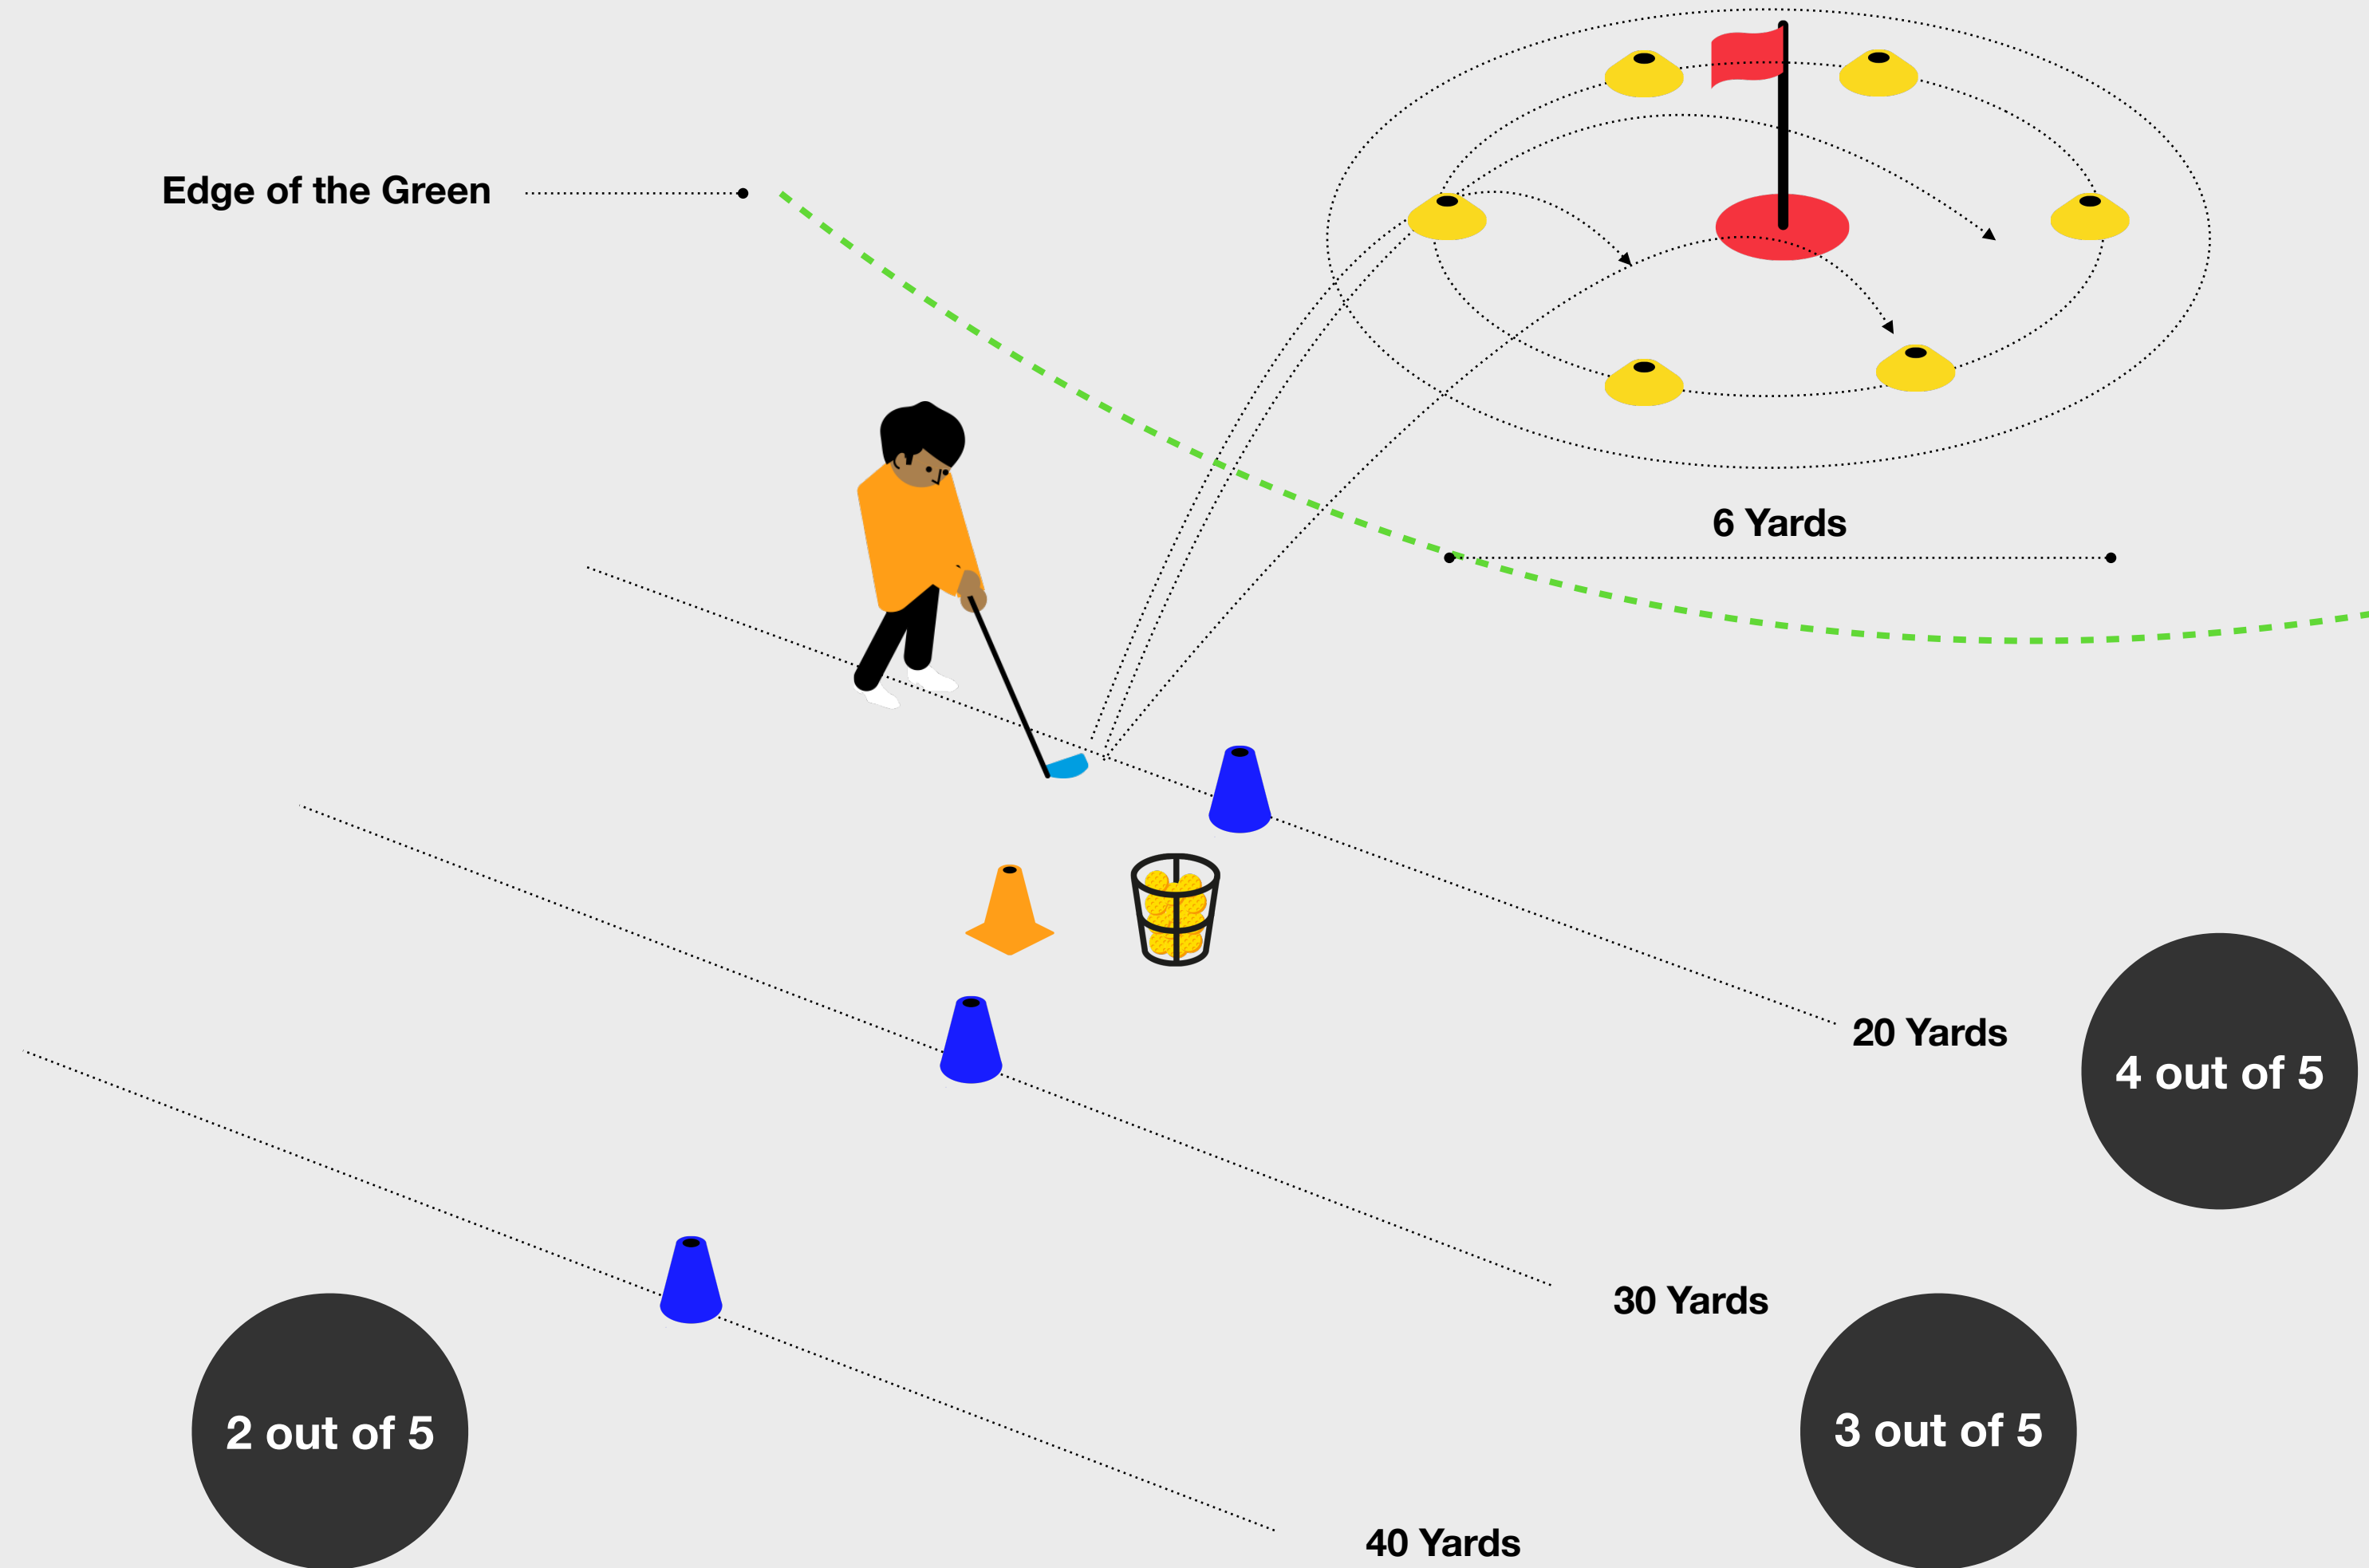 Edge of the Green
6 Yards
20 Yards
4 out of 5
30 Yards
3 out of 5
2 out of 5
40 Yards